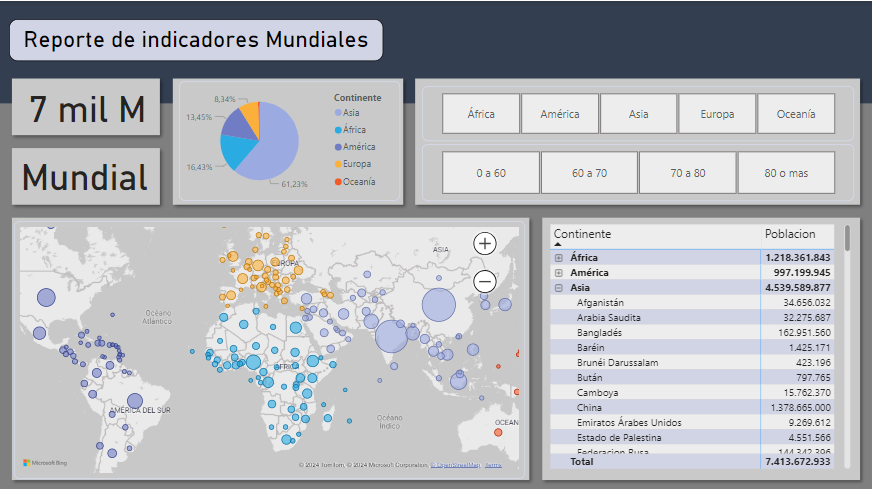 Reporte de indicadores Mundiales
7 mil M
Mundial
8,34%
13,45%
16,43%
61,23%
Continente
Asia
África
América
Europa
Oceanía
África
América
Asia
Europa
Oceanía
0 a 60
60 a 70
70 a 80
80 o mas
ASIA
EUROPA
Océano
Atlántico
ÁFRICA
AMÉRICA DEL SUR
Océano
Índico
OCEAN
Microsoft Bing
© 2024 TomTom, © 2024 Microsoft Corporation, © OpenStreetMap Terms
Continente Poblacion
África 1.218.361.843
América 997.199.945
Asia 4.539.589.877
Afganistán 34.656.032
Arabia Saudita 32.275.687
Bangladés 162.951.560
Baréin 1.425.171
Brunéi Darussalam 423.196
Bután 797.765
Camboya 15.762.370
China 1.378.665.000
Emiratos Árabes Unidos 9.269.612
Estado de Palestina 4.551.566
Federacion Rusa 144.342.396
Total 7.413.672.933